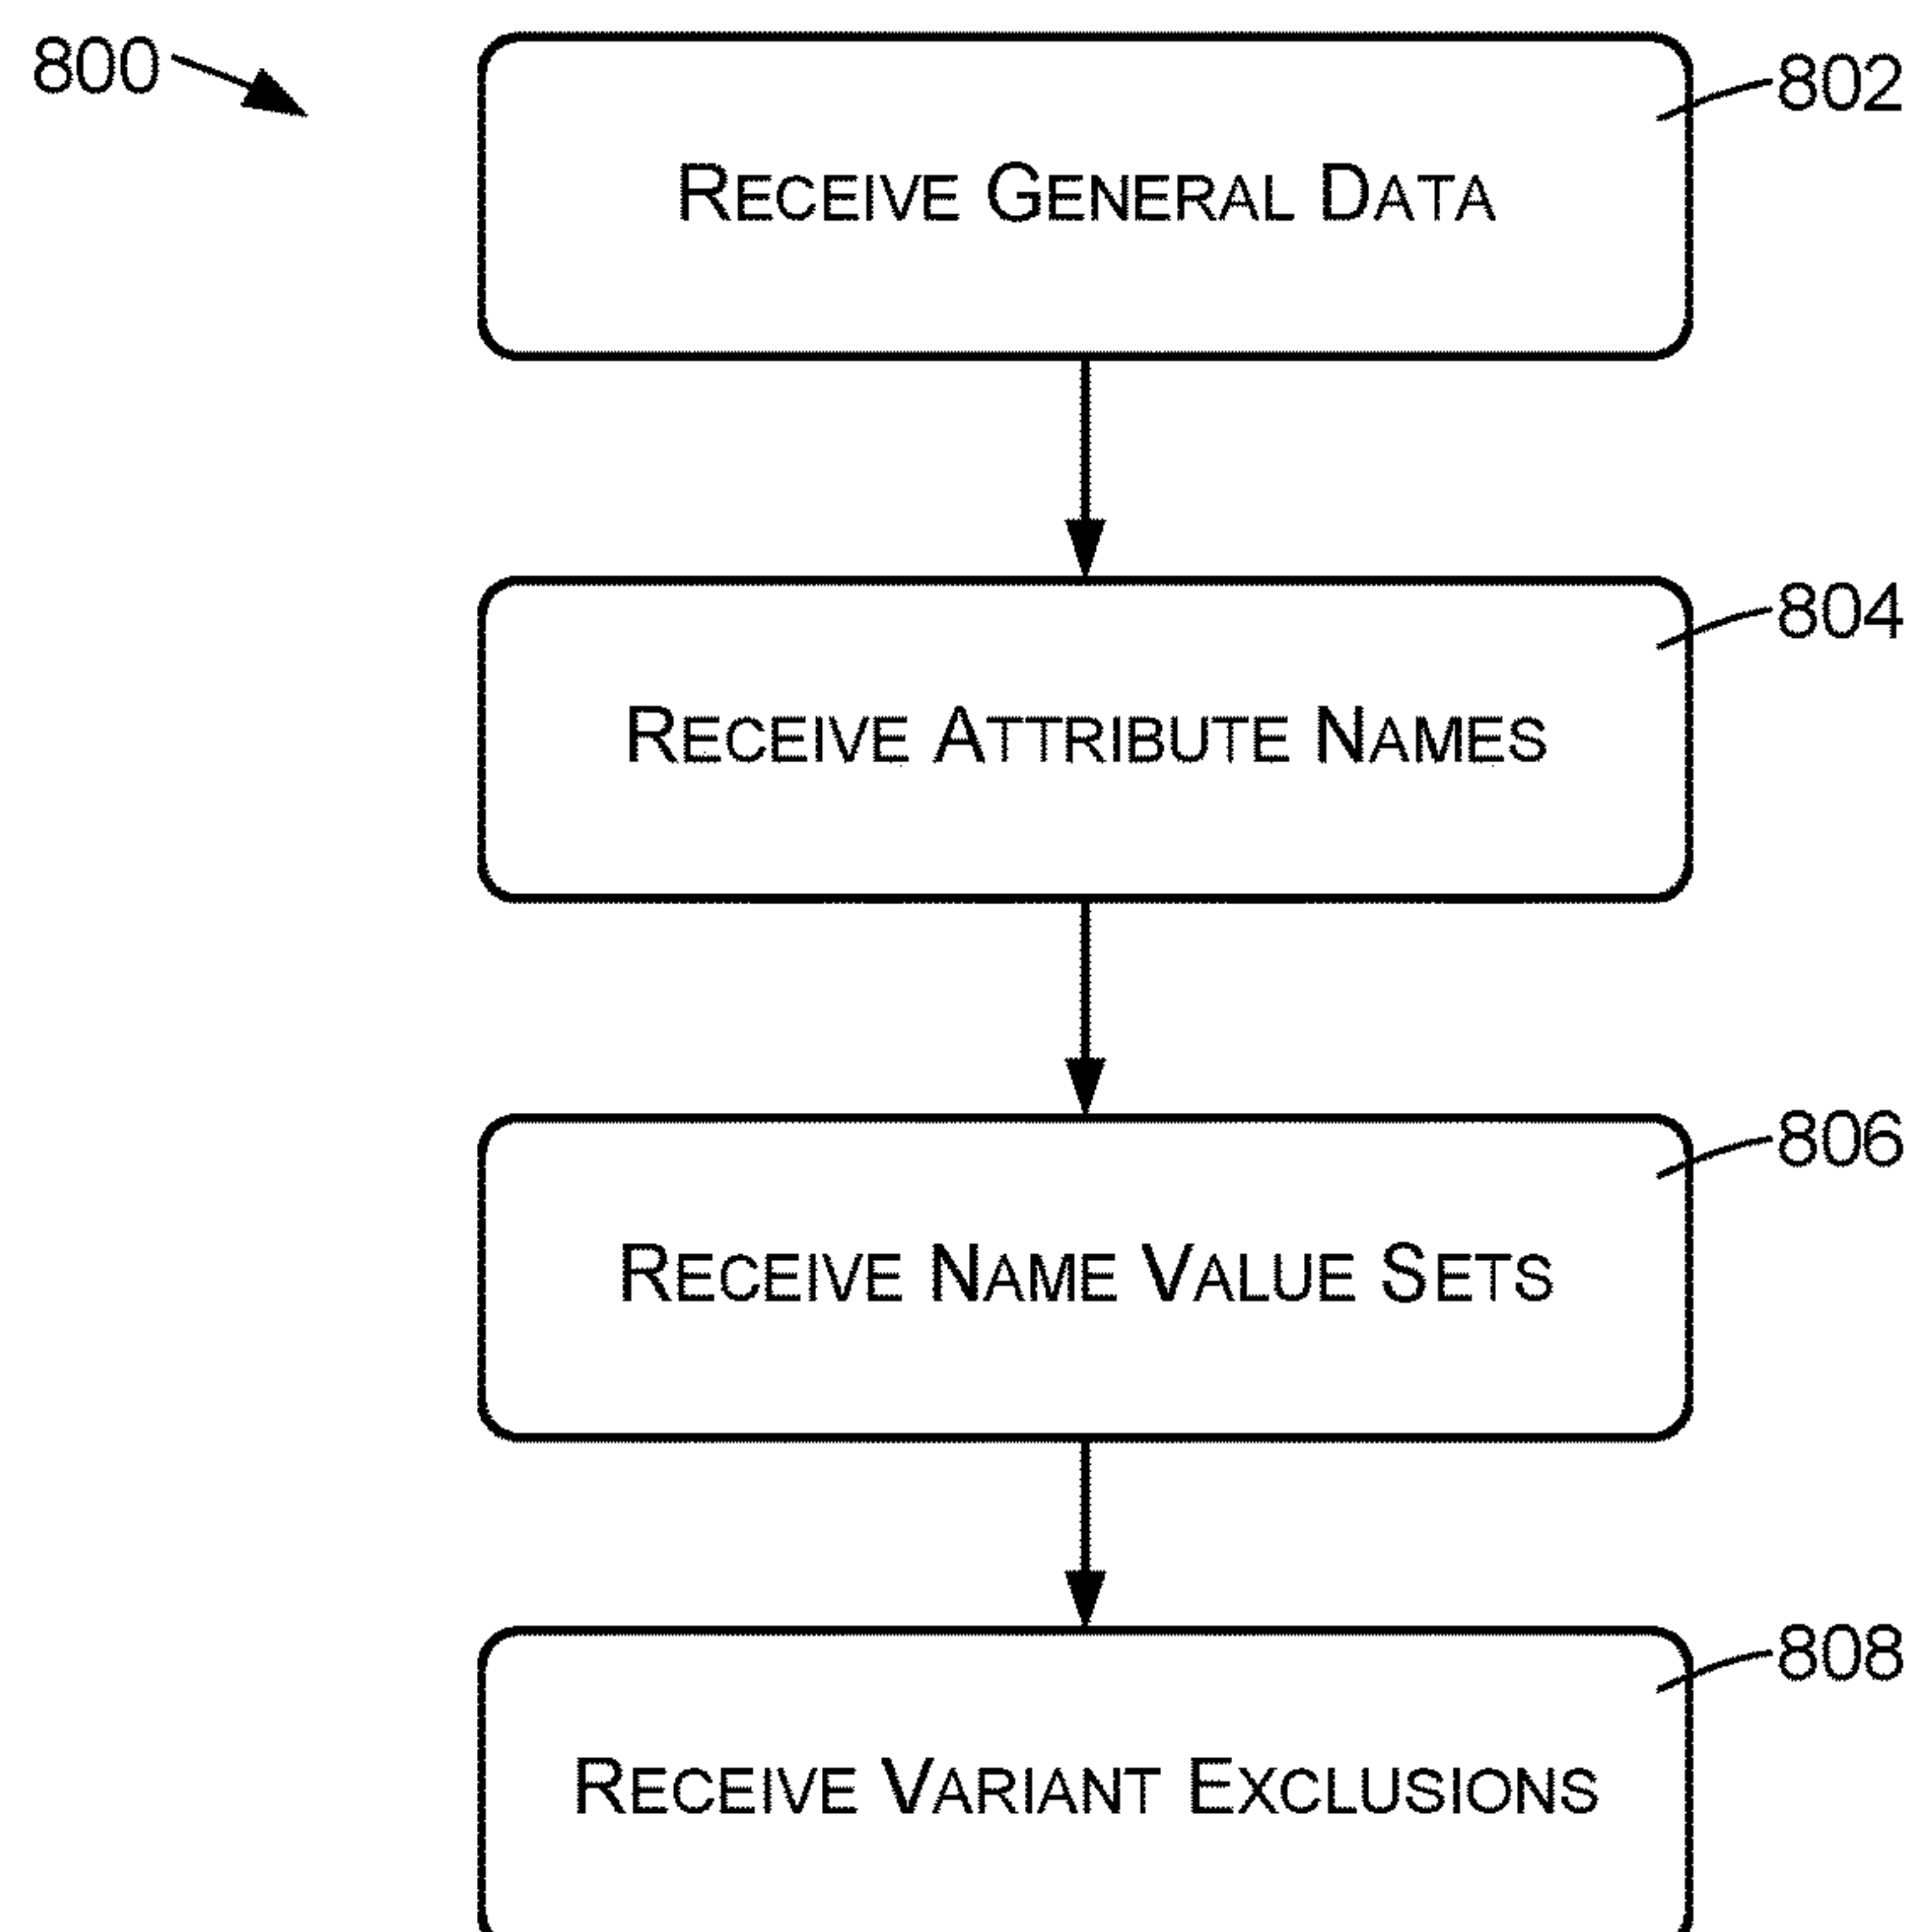 800
802
RECEIVE GENERAL DATA
804
RECEIVE ATTRIBUTE NAMES
806
RECEIVE NAME VALUE SETS
808
RECEIVE VARIANT EXCLUSIONS